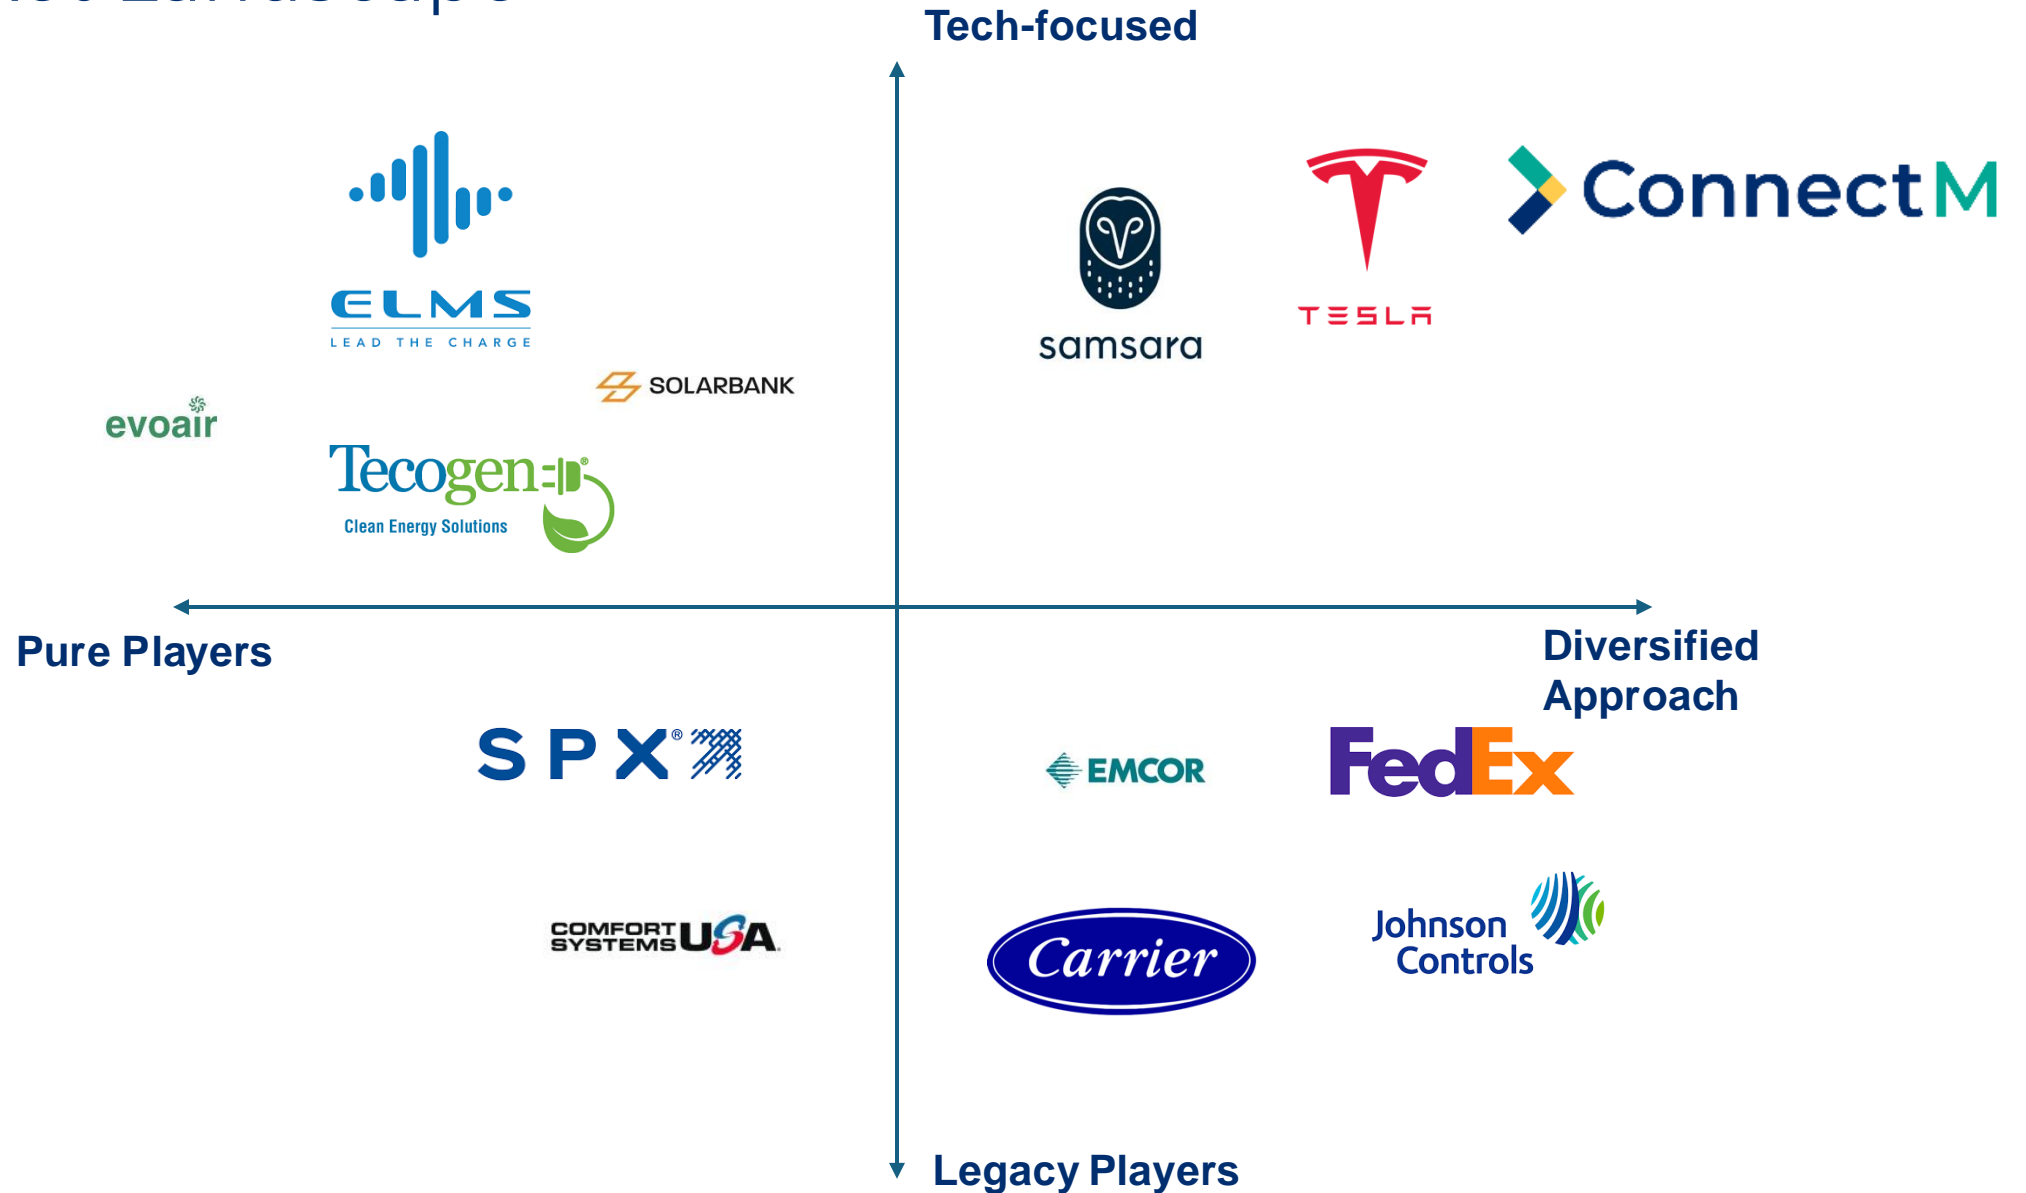 Landscape
Tech-focused
ConnectM
TESLA
samsara
ELMS
LEAD THE CHARGE
SOLARBANK
evoair
Tecogen®
Clean Energy Solutions
Pure Players
Diversified
Approach
SPX®
EMCOR
FedEx
COMFORT
SYSTEMS USA
Carrier
Johnson
Controls
Legacy Players